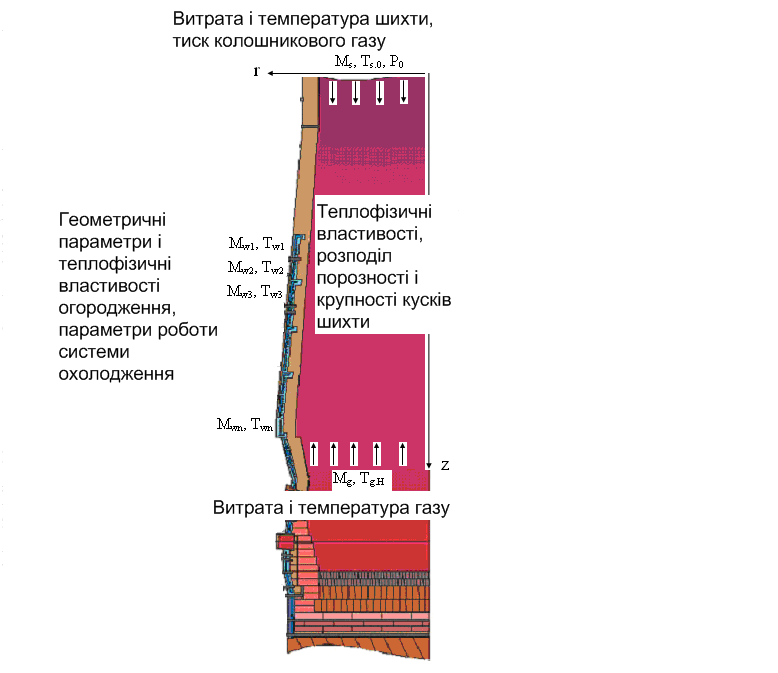 Витрата і температура шихти,
тиск колошникового газу
Ms, Ts.0, P0
r
Геометричні
параметри і
теплофізичні
властивості
огородження,
параметри роботи
системи
охолодження
Mw1, Tw1
Mw2, Tw2
Mw3, Tw3
Теплофізичні
властивості,
розподіл
порозності і
крупності кусків
шихти
Mwn, Twn
z
Mg, Tg.H
Витрата і температура газу